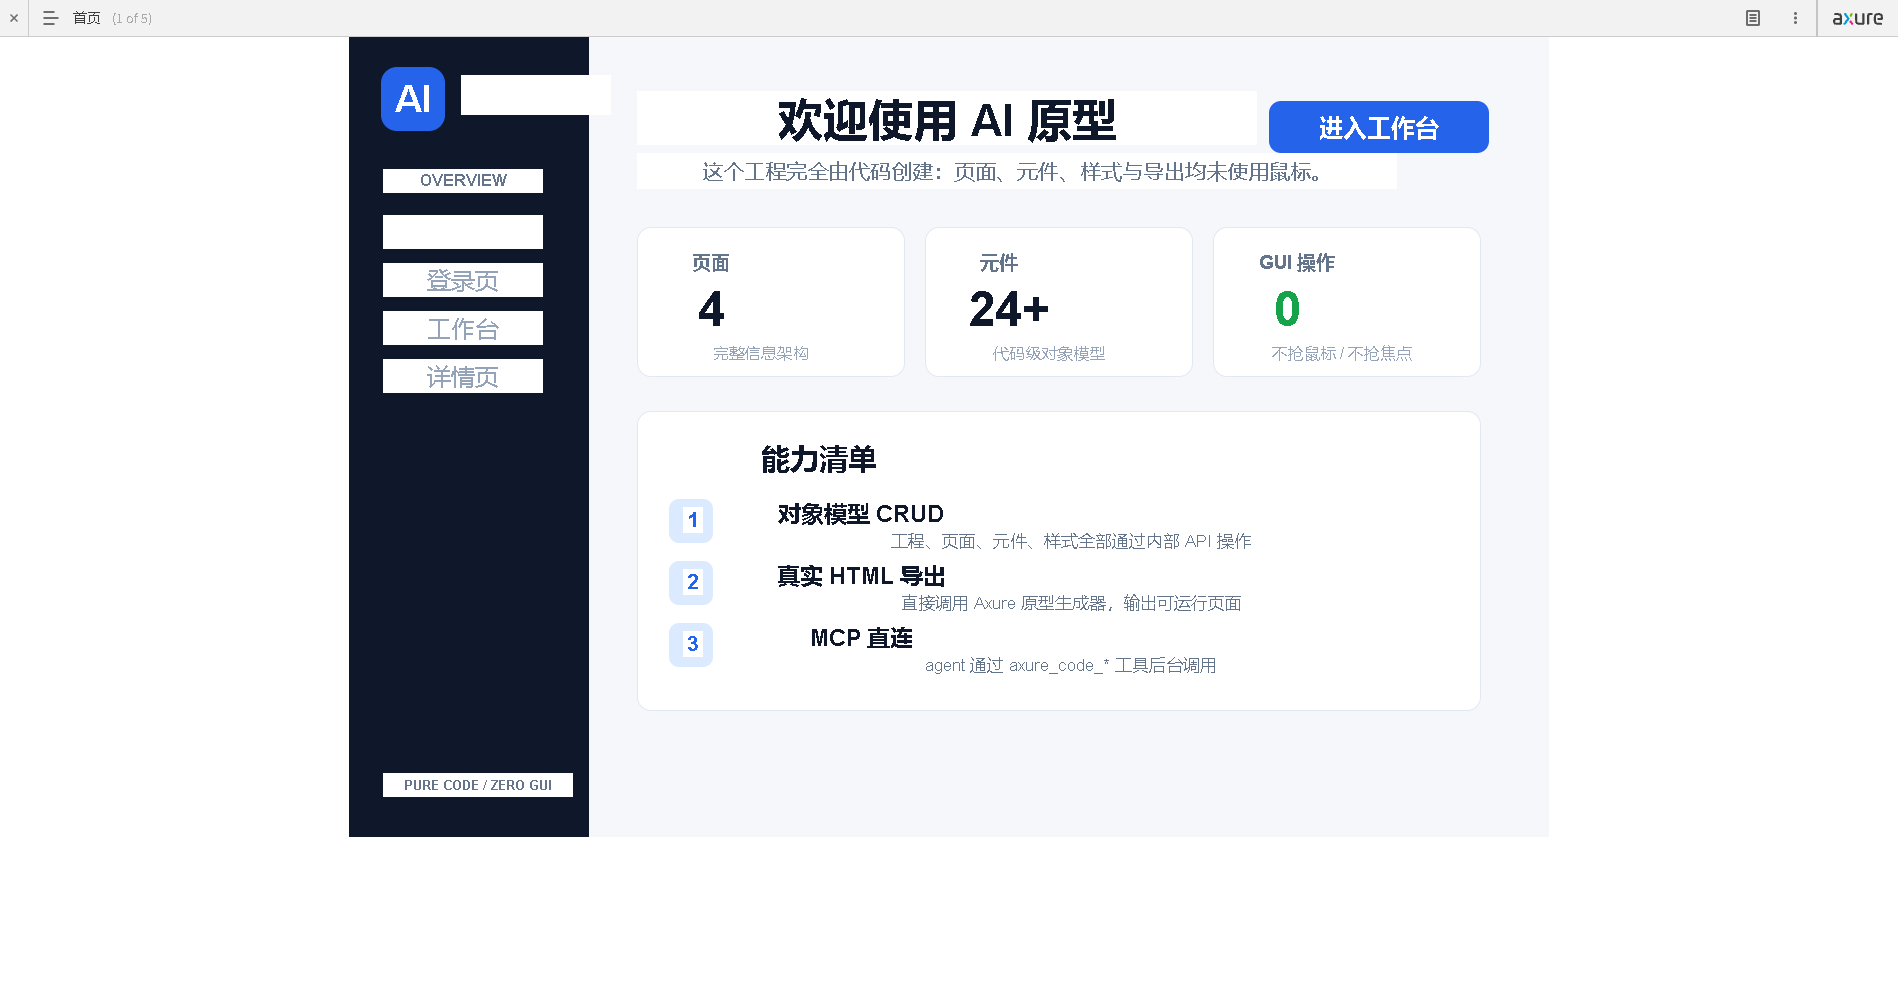 首页 (1 of 5)
axure
AI
OVERVIEW
登录页
工作台
详情页
PURE CODE / ZERO GUI
欢迎使用 AI 原型
进入工作台
这个工程完全由代码创建：页面、元件、样式与导出均未使用鼠标。
页面
4
完整信息架构
元件
24+
代码级对象模型
GUI 操作
0
不抢鼠标 / 不抢焦点
能力清单
1
对象模型 CRUD
工程、页面、元件、样式全部通过内部 API 操作
2
真实 HTML 导出
直接调用 Axure 原型生成器，输出可运行页面
3
MCP 直连
agent 通过 axure_code_* 工具后台调用